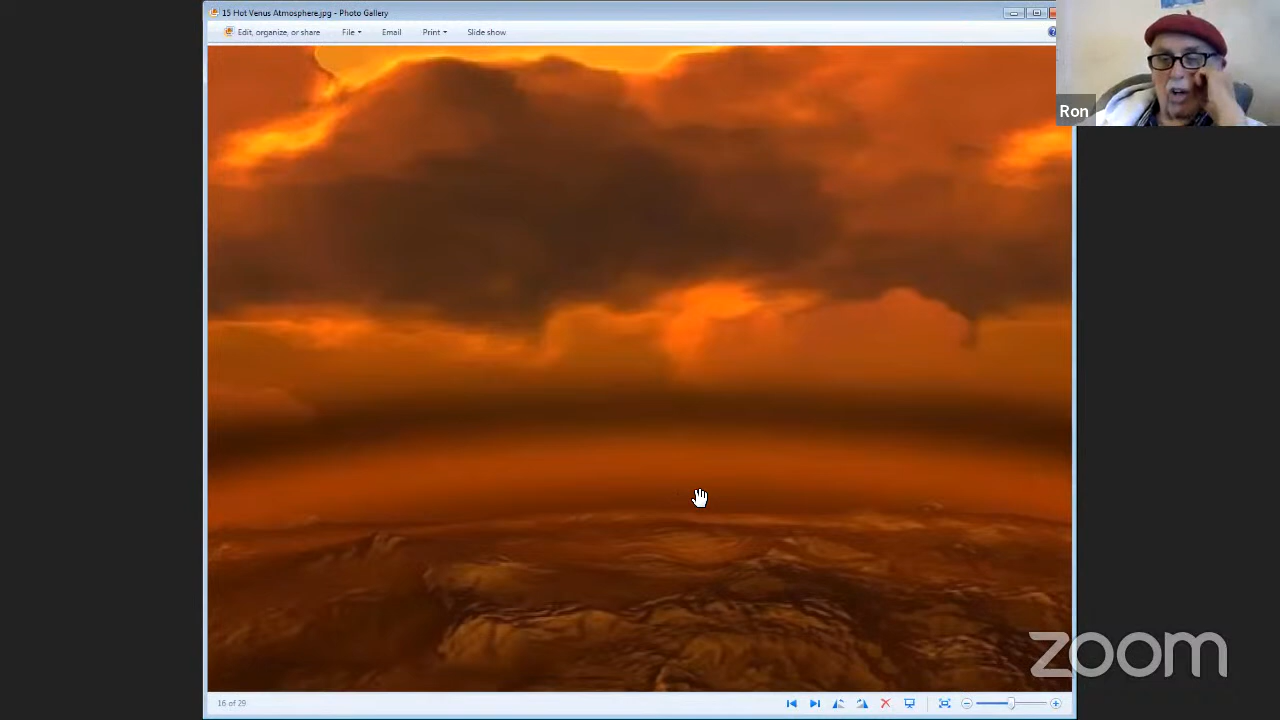 15 Hot Venus Atmosphere.jpg - Photo Gallery
Edit, organize, or share File Email Print Slide show
Ron
zoom
16 of 29